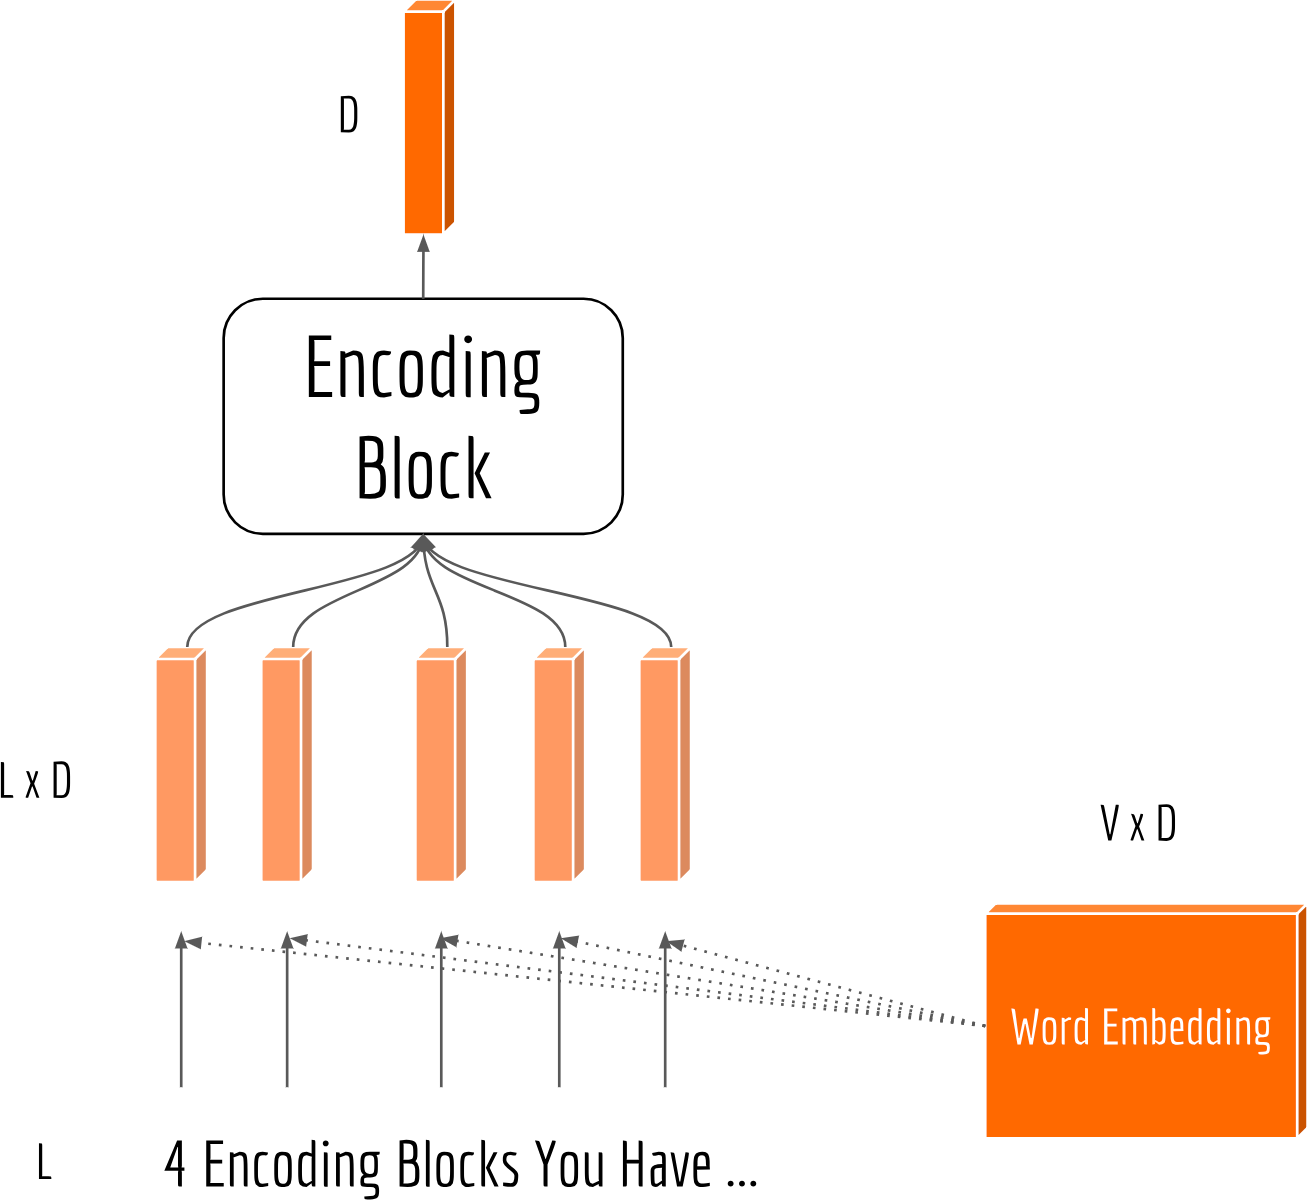 D
Encoding
Block
L x D
V x D
Word Embedding
L
4 Encoding Blocks You Have ...